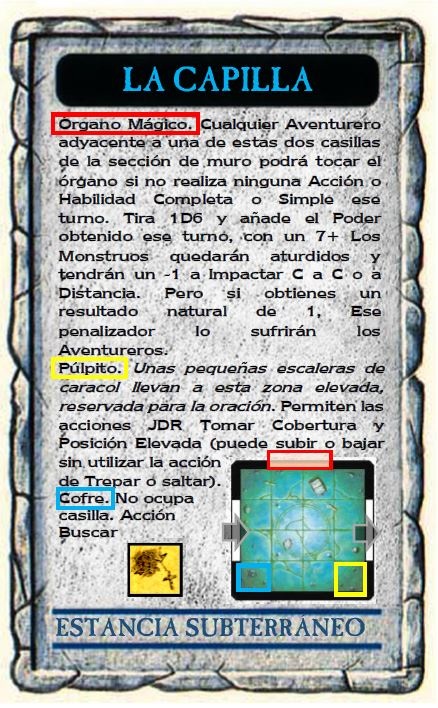 LA CAPILLA
Órgano Mágico. Cualquier Aventurero
adyacente a una de estas dos casillas
de la sección de muro podrá tocar el
órgano si no realiza ninguna Acción o
Habilidad Completa o Simple ese
turno. Tira 1D6 y añade el Poder
obtenido ese turno, con un 7+ Los
Monstruos quedarán aturdidos y
tendrán un -1 a Impactar C a C o a
Distancia. Pero si obtienes un
resultado natural de 1, Ese
penalizador lo sufrirán los
Aventureros.
Púlpito. Unas pequeñas escaleras de
caracol llevan a esta zona elevada,
reservada para la oración. Permiten las
acciones JDR Tomar Cobertura y
Posición Elevada (puede subir o bajar
sin utilizar la acción
de Trepar o saltar).
Cofre. No ocupa
casilla. Acción
Buscar
ESTANCIA SUBTERRÁNEO